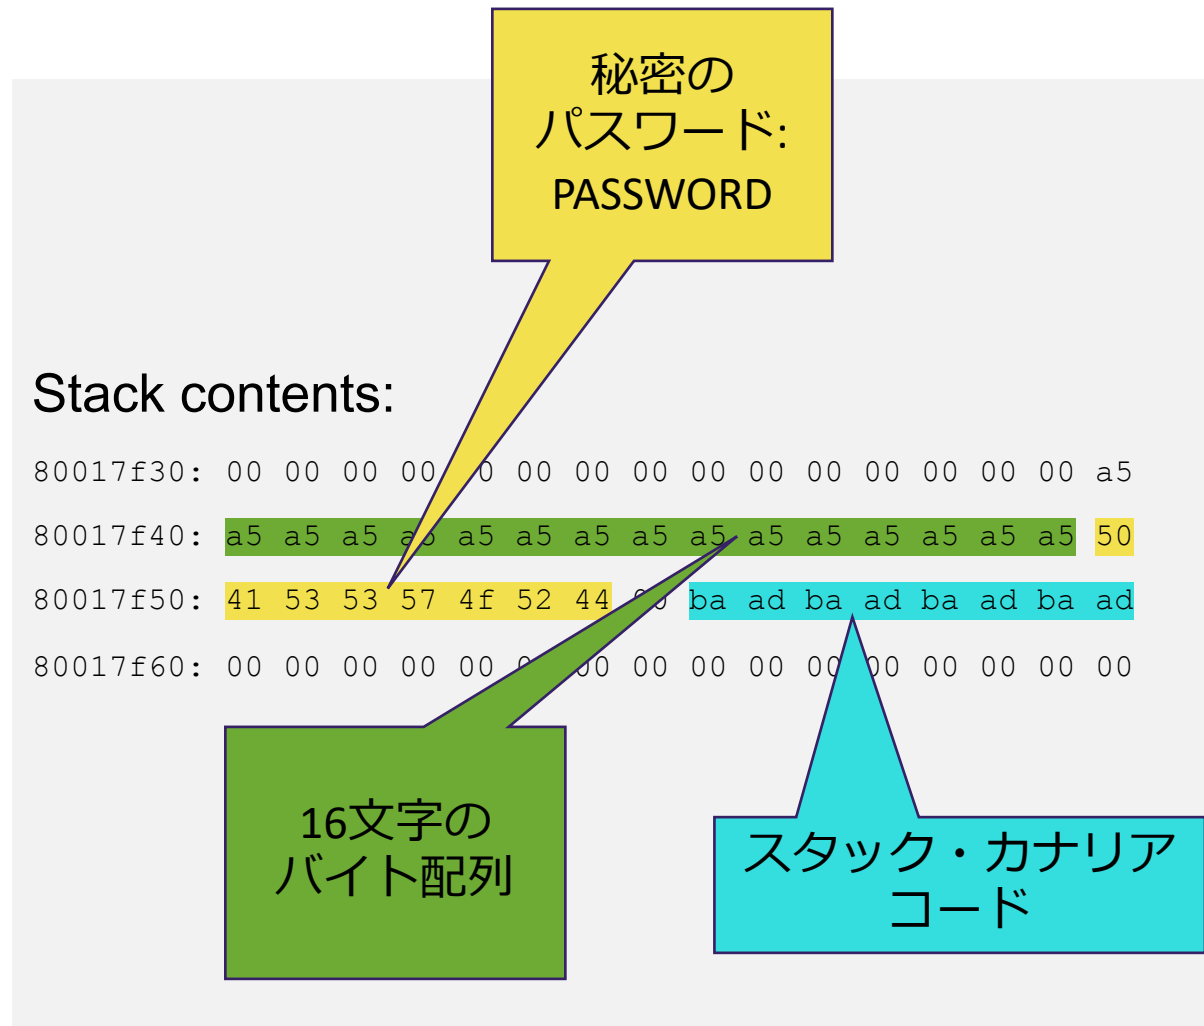 秘密の
パスワード:
PASSWORD
Stack contents:
80017f30: 00 00 00 00 00 00 00 00 00 00 00 00 00 00 a5
80017f40: a5 a5 a5 a5 a5 a5 a5 a5 a5 a5 a5 a5 a5 a5 a5 50
80017f50: 41 53 53 57 4f 52 44 00 ba ad ba ad ba ad ba ad
80017f60: 00 00 00 00 00 00 00 00 00 00 00 00 00 00 00
16文字の
バイト配列
スタック・カナリア
コード